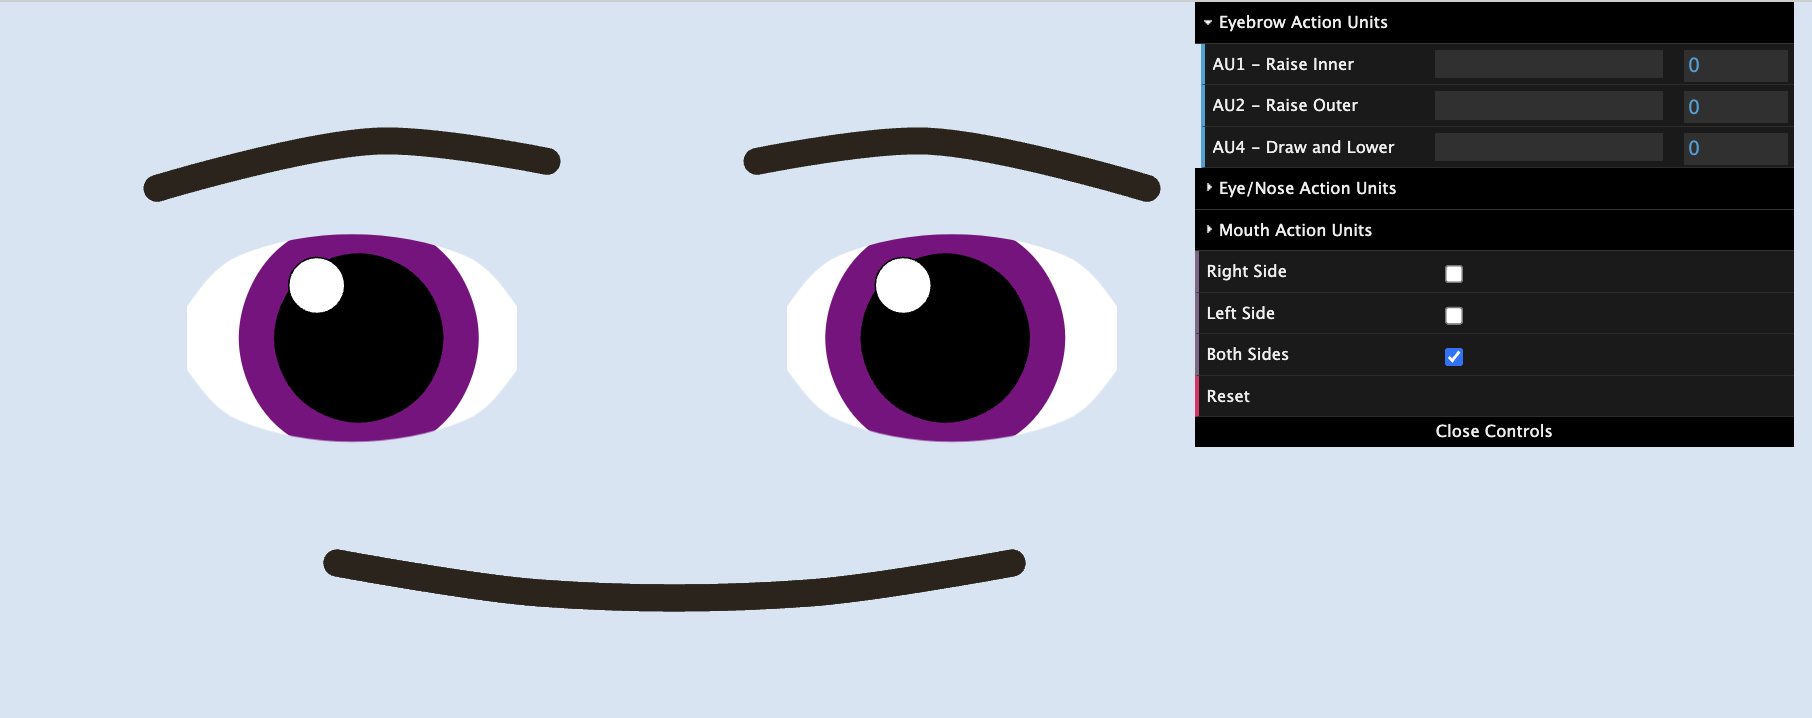 Eyebrow Action Units
AU1 – Raise Inner 0
AU2 – Raise Outer 0
AU4 – Draw and Lower 0
Eye/Nose Action Units
Mouth Action Units
Right Side
Left Side
Both Sides
Reset
Close Controls